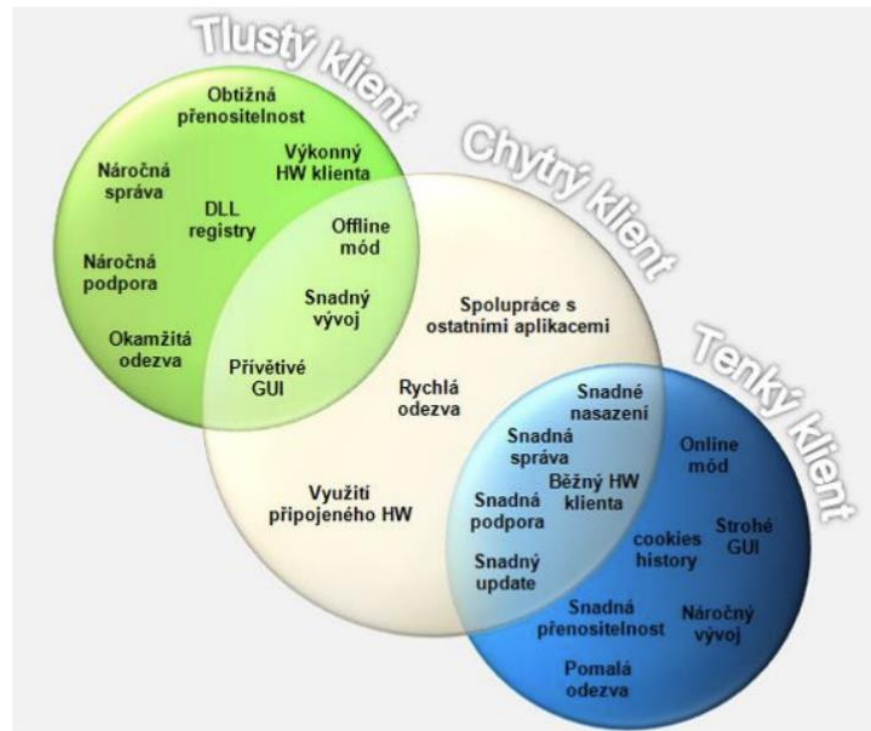 Tlustý klient
Obtížná
přenositelnost
Výkonný
HW klienta
Náročná
správa
DLL
registry
Náročná
podpora
Okamžitá
odezva
Offline
mód
Snadný
vývoj
Přívětivé
GUI
Chytrý klient
Spolupráce s
ostatními aplikacemi
Rychlá
odezva
Využití
připojeného HW
Snadné
nasazení
Snadná
správa
Běžný HW
klienta
Snadná
podpora
Snadný
update
Tenký klient
Online
mód
Strohé
GUI
cookies
history
Snadná
přenositelnost
Náročný
vývoj
Pomalá
odezva